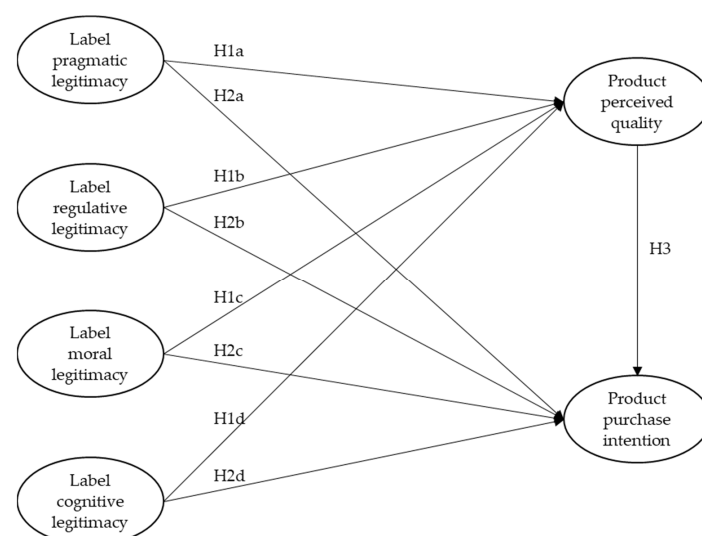 Label
pragmatic
legitimacy
H1a
H2a
Product
perceived
quality
Label
regulative
legitimacy
H1b
H2b
H3
Label
moral
legitimacy
H1c
H2c
Product
purchase
intention
Label
cognitive
legitimacy
H1d
H2d